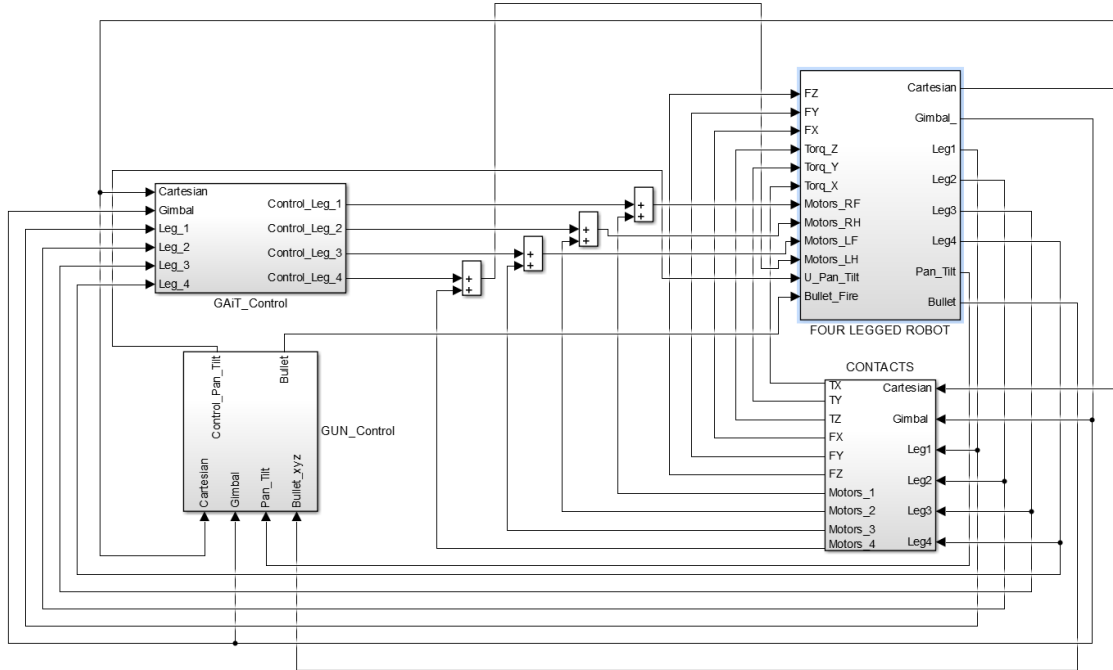 Cartesian
Gimbal
Leg_1
Leg_2
Leg_3
Leg_4
Control_Leg_1
Control_Leg_2
Control_Leg_3
Control_Leg_4
GAiT_Control
+
+
+
+
+
+
+
+
FZ
FY
FX
Torq_Z
Torq_Y
Torq_X
Motors_RF
Motors_RH
Motors_LF
Motors_LH
U_Pan_Tilt
Bullet_Fire
Cartesian
Gimbal_
Leg1
Leg2
Leg3
Leg4
Pan_Tilt
Bullet
FOUR LEGGED ROBOT
Control_Pan_Tilt
Bullet
Cartesian
Gimbal
Pan_Tilt
Bullet_xyz
GUN_Control
CONTACTS
TX
TY
TZ
FX
FY
FZ
Motors_1
Motors_2
Motors_3
Motors_4
Cartesian
Gimbal
Leg1
Leg2
Leg3
Leg4